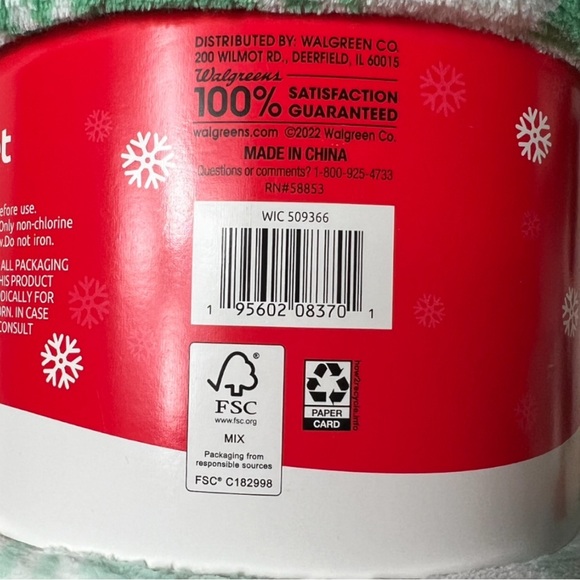 DISTRIBUTED BY: WALGREEN CO.
200 WILMOT RD., DEERFIELD, IL 60015
Walgreens
100% SATISFACTION GUARANTEED
walgreens.com ©2022 Walgreen Co.
MADE IN CHINA
Questions or comments? 1-800-925-4733
RN#58853
WIC 509366
1 95602 08370 1
FSC®
www.fsc.org
MIX
Packaging from
responsible sources
FSC® C182998
PAPER
CARD
how2recycle.info
efore use.
Only non-chlorine
.Do not iron.
ALL PACKAGING
HIS PRODUCT
ODICALLY FOR
RN. IN CASE
CONSULT